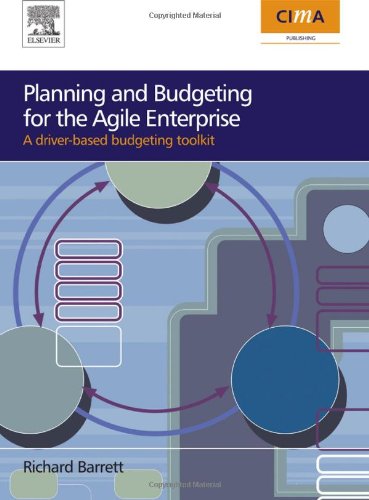 Copyrighted Material
ELSEVIER
CIMA
PUBLISHING
Planning and Budgeting
for the Agile Enterprise
A driver-based budgeting toolkit
Richard Barrett
Copyrighted Material